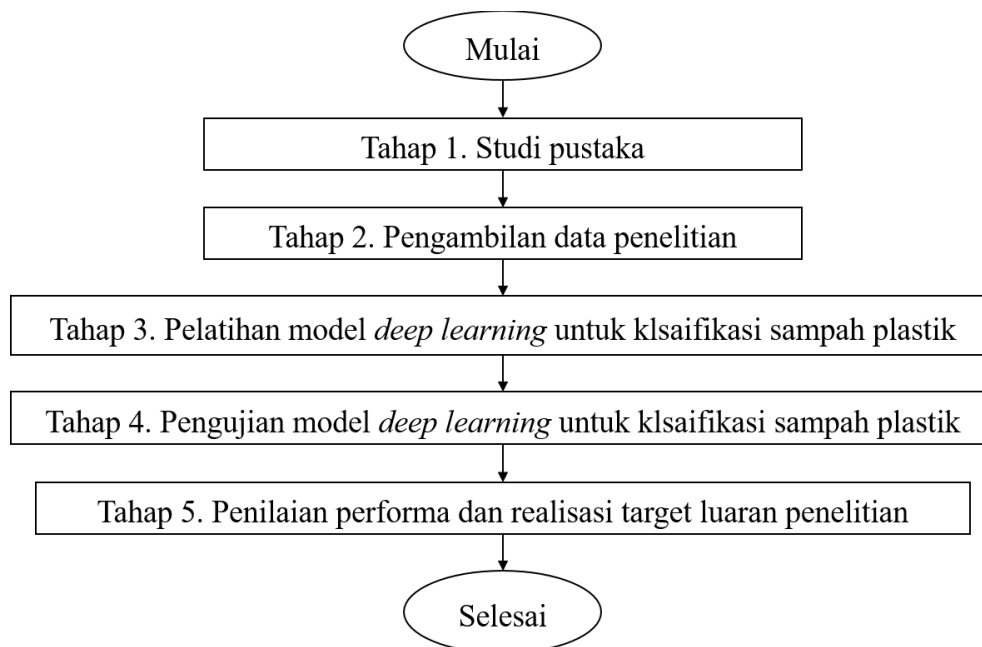 Mulai
Tahap 1. Studi pustaka
Tahap 2. Pengambilan data penelitian
Tahap 3. Pelatihan model deep learning untuk klsaifikasi sampah plastik
Tahap 4. Pengujian model deep learning untuk klsaifikasi sampah plastik
Tahap 5. Penilaian performa dan realisasi target luaran penelitian
Selesai